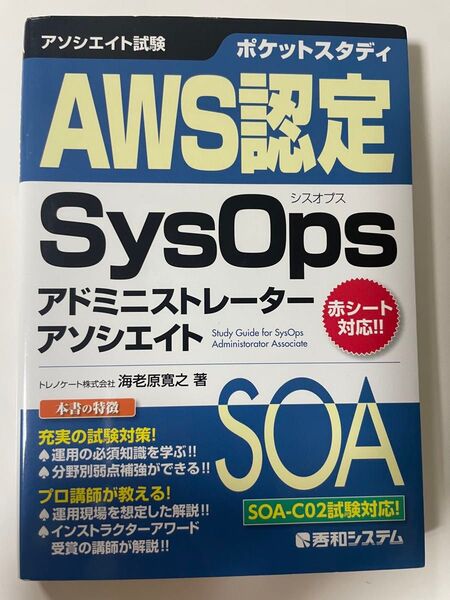 アソシエイト試験
ポケットスタディ
AWS認定
シスオプス
SysOps
アドミニストレーター
アソシエイト
Study Guide for SysOps
Administorator Associate
赤シート
対応!!
トレノケート株式会社 海老原寛之 著
本書の特徴
充実の試験対策!
♠運用の必須知識を学ぶ!!
♠分野別弱点補強ができる!!
プロ講師が教える!
♠運用現場を想定した解説!!
♠インストラクターアワード
受賞の講師が解説!!
SOA
SOA-C02試験対応!
秀和システム